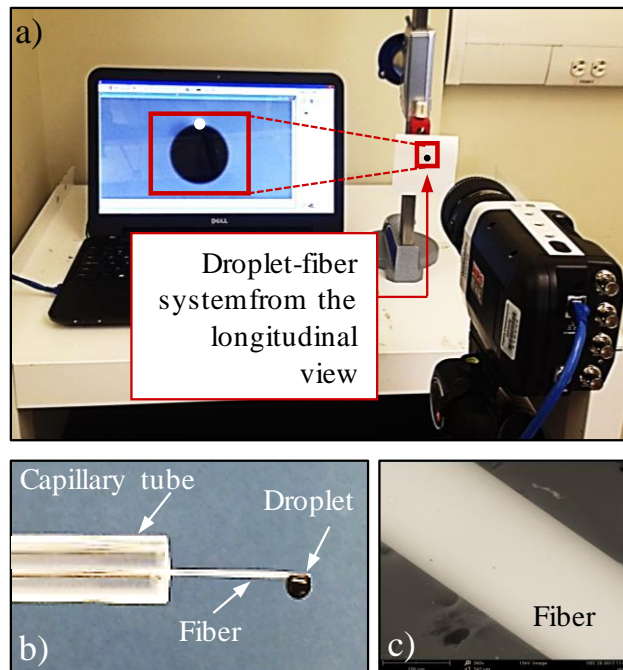 a)
DELL
Droplet-fiber
systemfrom the
longitudinal
view
Capillary tube
Droplet
Fiber
b)
Fiber
c)